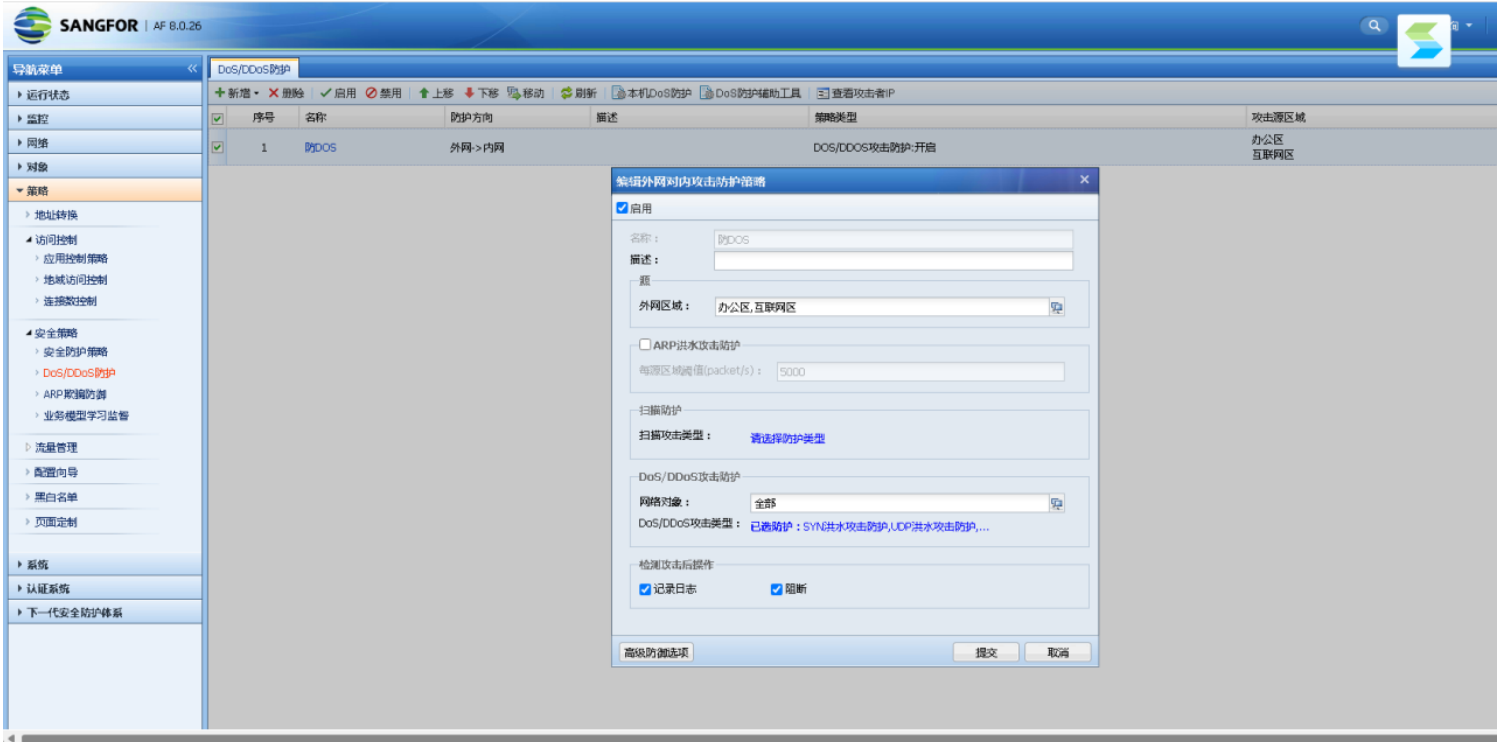 SANGFOR | AF 8.0.26
导航菜单
DoS/DDoS防护
运行状态
新增 删除 启用 禁用 上移 下移 移动 刷新 本机DoS防护 DoS防护辅助工具 查看攻击者IP
监控
序号 名称 防护方向 描述 策略类型 攻击源区域
网络
1 防DOS 外网->内网 DOS/DDOS攻击防护:开启 办公区
互联网区
对象
策略
地址转换
访问控制
应用控制策略
地域访问控制
连接数控制
安全策略
安全防护策略
DoS/DDoS防护
ARP欺骗防御
业务模型学习监督
流量管理
配置向导
黑白名单
页面定制
系统
认证系统
下一代安全防护体系
编辑外网对内攻击防护策略
启用
名称： 防DOS
描述：
源
外网区域： 办公区,互联网区
ARP洪水攻击防护
每源区域阈值(packet/s)： 5000
扫描防护
扫描攻击类型： 请选择防护类型
DoS/DDoS攻击防护
网络对象： 全部
DoS/DDoS攻击类型： 已选防护：SYN洪水攻击防护,UDP洪水攻击防护,...
检测攻击后操作
记录日志 阻断
高级防御选项 提交 取消